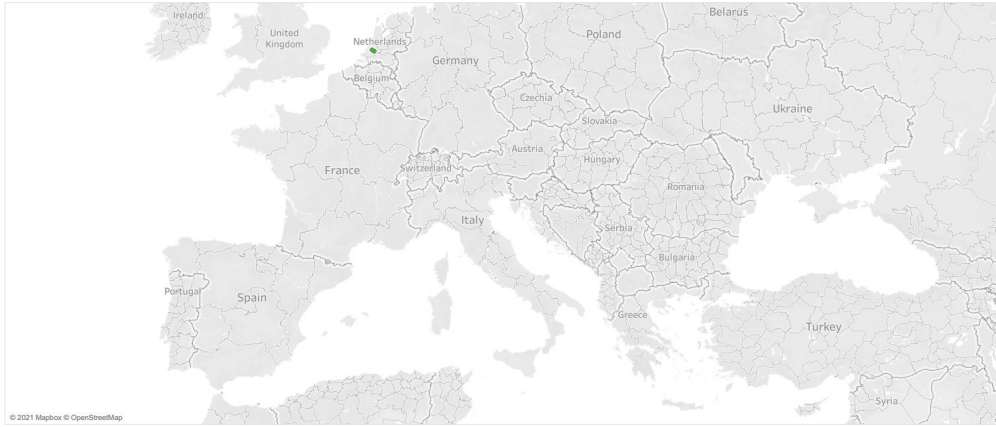 Ireland
United
Kingdom
Netherlands
Belgium
Germany
Poland
Belarus
Czechia
Slovakia
Ukraine
Austria
Hungary
France
Switzerland
Romania
Italy
Serbia
Bulgaria
Portugal
Spain
Greece
Turkey
Syria
© 2021 Mapbox © OpenStreetMap